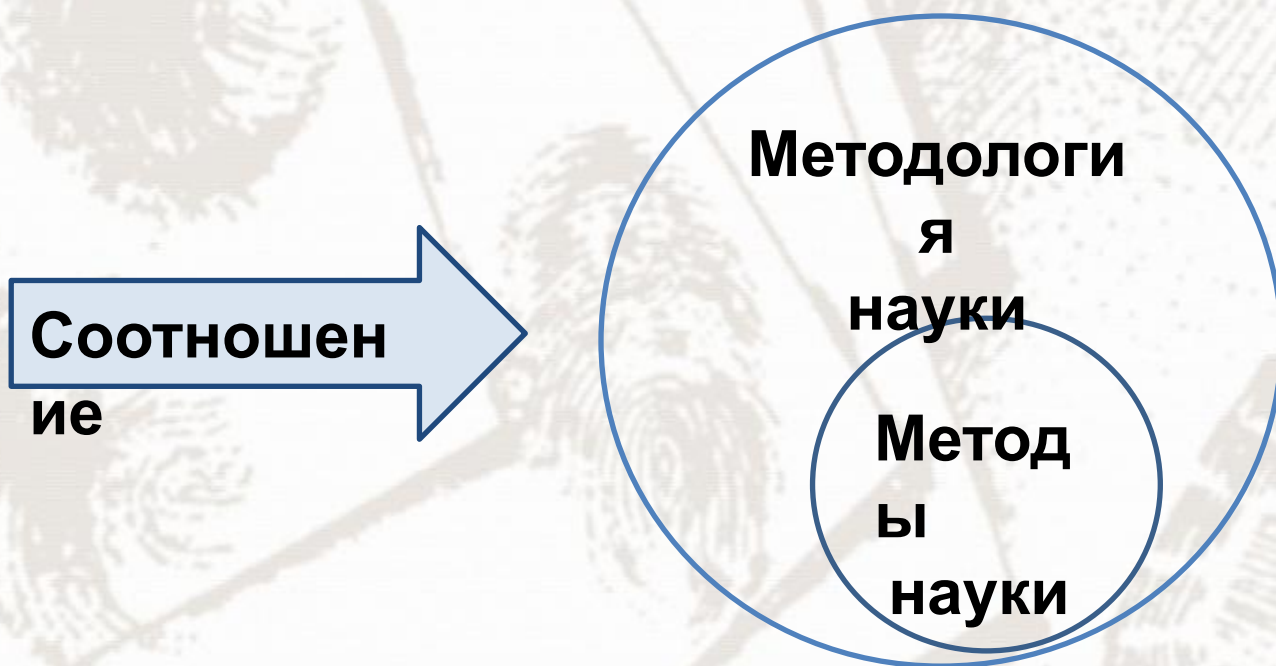 Соотношен
ие
Методологи
я
науки
Метод
ы
науки